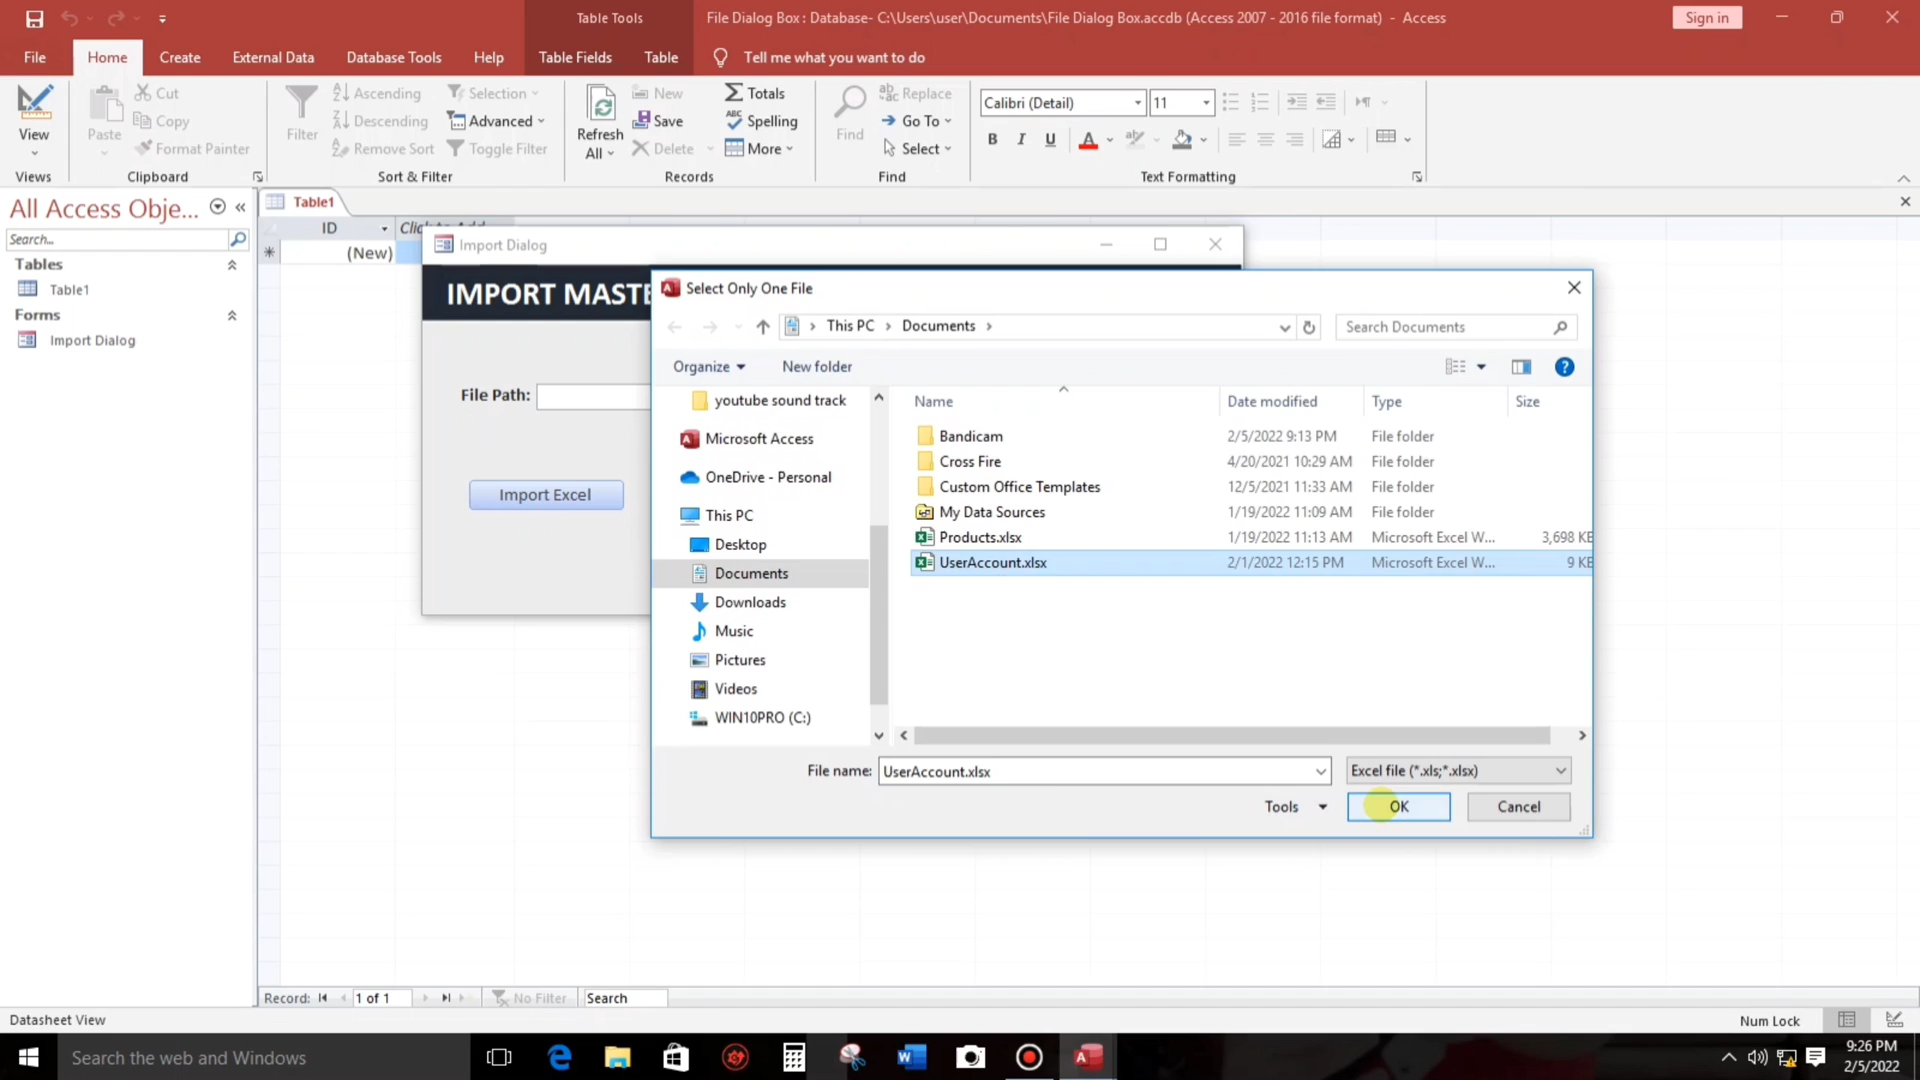 Table Tools
File Dialog Box : Database- C:\Users\user\Documents\File Dialog Box.accdb (Access 2007 - 2016 file format) - Access
Sign in
File Home Create External Data Database Tools Help Table Fields Table Tell me what you want to do
View
Views
Paste
Cut
Copy
Format Painter
Clipboard
Filter
Ascending
Descending
Remove Sort
Selection
Advanced
Toggle Filter
Sort & Filter
Refresh
All
New
Save
Delete
Totals
Spelling
More
Records
Find
Replace
Go To
Select
Find
Calibri (Detail) 11
B I U A
Text Formatting
All Access Obje...
Search...
Tables
Table1
Forms
Import Dialog
Table1
ID
(New)
Import Dialog
IMPORT MASTE
File Path:
Import Excel
Select Only One File
This PC > Documents >
Search Documents
Organize New folder
youtube sound track
Microsoft Access
OneDrive - Personal
This PC
Desktop
Documents
Downloads
Music
Pictures
Videos
WIN10PRO (C:)
Name Date modified Type Size
Bandicam 2/5/2022 9:13 PM File folder
Cross Fire 4/20/2021 10:29 AM File folder
Custom Office Templates 12/5/2021 11:33 AM File folder
My Data Sources 1/19/2022 11:09 AM File folder
Products.xlsx 1/19/2022 11:13 AM Microsoft Excel W... 3,698 KB
UserAccount.xlsx 2/1/2022 12:15 PM Microsoft Excel W... 9 KB
File name: UserAccount.xlsx Excel file (*.xls;*.xlsx)
Tools OK Cancel
Record: 1 of 1 No Filter Search
Datasheet View
Num Lock
Search the web and Windows
9:26 PM
2/5/2022